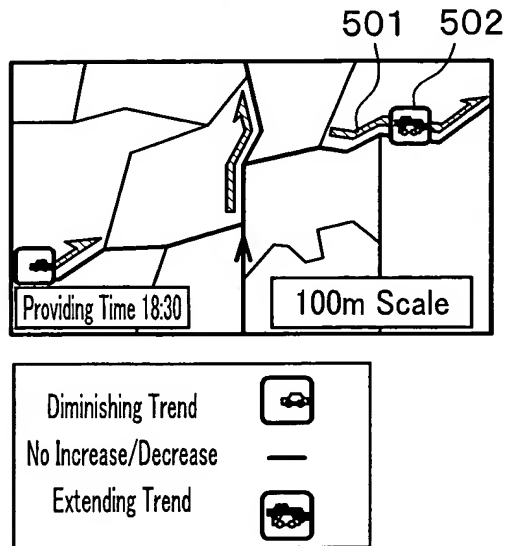 501 502
Providing Time 18:30
100m Scale
Diminishing Trend
No Increase/Decrease
Extending Trend